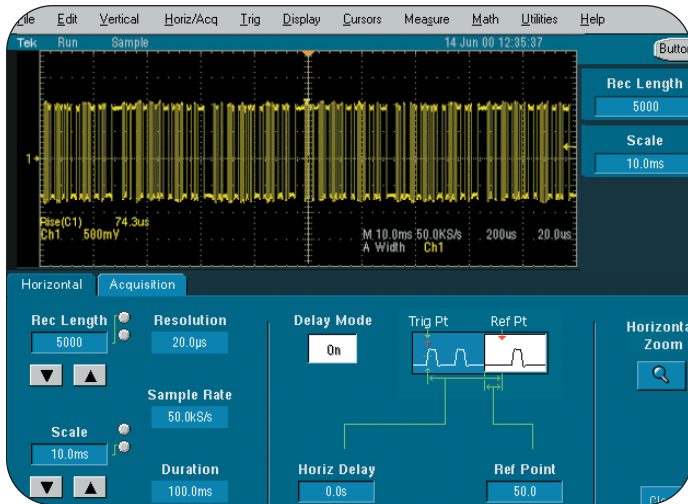 File Edit Vertical Horiz/Acq Trig Display Cursors Measure Math Utilities Help
Tek Run Sample 14 Jun 00 12:35:37
Button
Rec Length
5000
Scale
10.0ms
1
Rise(C1) 74.3us
Ch1 500mV
M 10.0ms 50.0KS/s 200us 20.0us
A Width Ch1
Horizontal Acquisition
Rec Length
5000
Resolution
20.0µs
Sample Rate
50.0kS/s
Scale
10.0ms
Duration
100.0ms
Delay Mode
On
Trig Pt Ref Pt
Horiz Delay
0.0s
Ref Point
50.0
Horizontal
Zoom